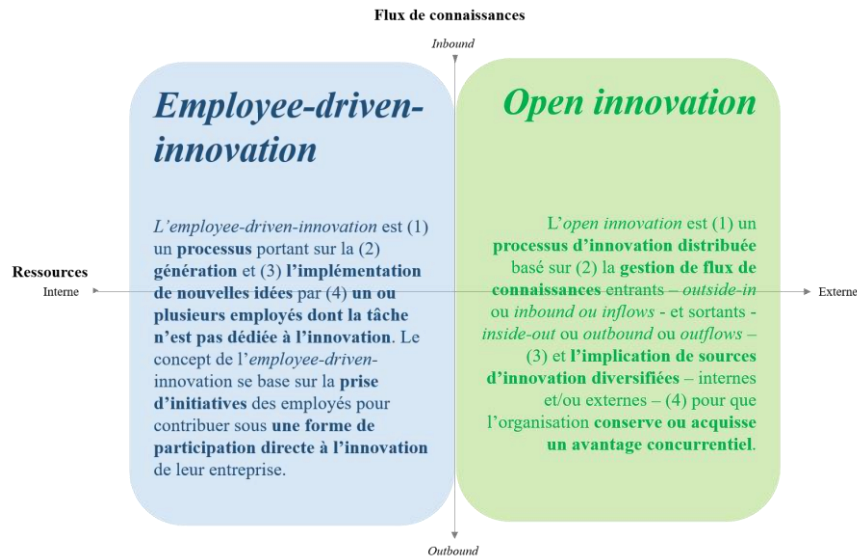 Flux de connaissances
Inbound
Employee-driven-
innovation
L'employee-driven-innovation est (1)
un processus portant sur la (2)
génération et (3) l'implémentation
de nouvelles idées par (4) un ou
plusieurs employés dont la tâche
n'est pas dédiée à l'innovation. Le
concept de l'employee-driven-
innovation se base sur la prise
d'initiatives des employés pour
contribuer sous une forme de
participation directe à l'innovation
de leur entreprise.
Open innovation
L'open innovation est (1) un
processus d'innovation distribuée
basé sur (2) la gestion de flux de
connaissances entrants – outside-in
ou inbound ou inflows - et sortants -
inside-out ou outbound ou outflows –
(3) et l'implication de sources
d'innovation diversifiées – internes
et/ou externes – (4) pour que
l'organisation conserve ou acquisse
un avantage concurrentiel.
Ressources
Interne
Externe
Outbound